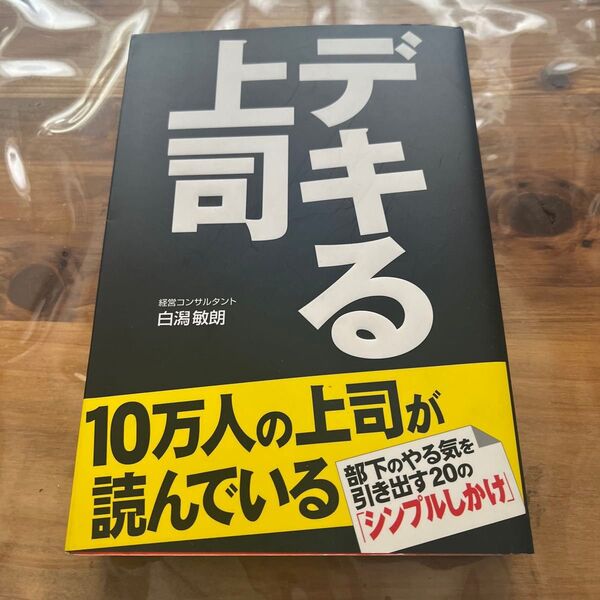 デキる
上司
経営コンサルタント
白潟敏朗
10万人の上司が
読んでいる
部下のやる気を
引き出す20の
「シンプルしかけ」